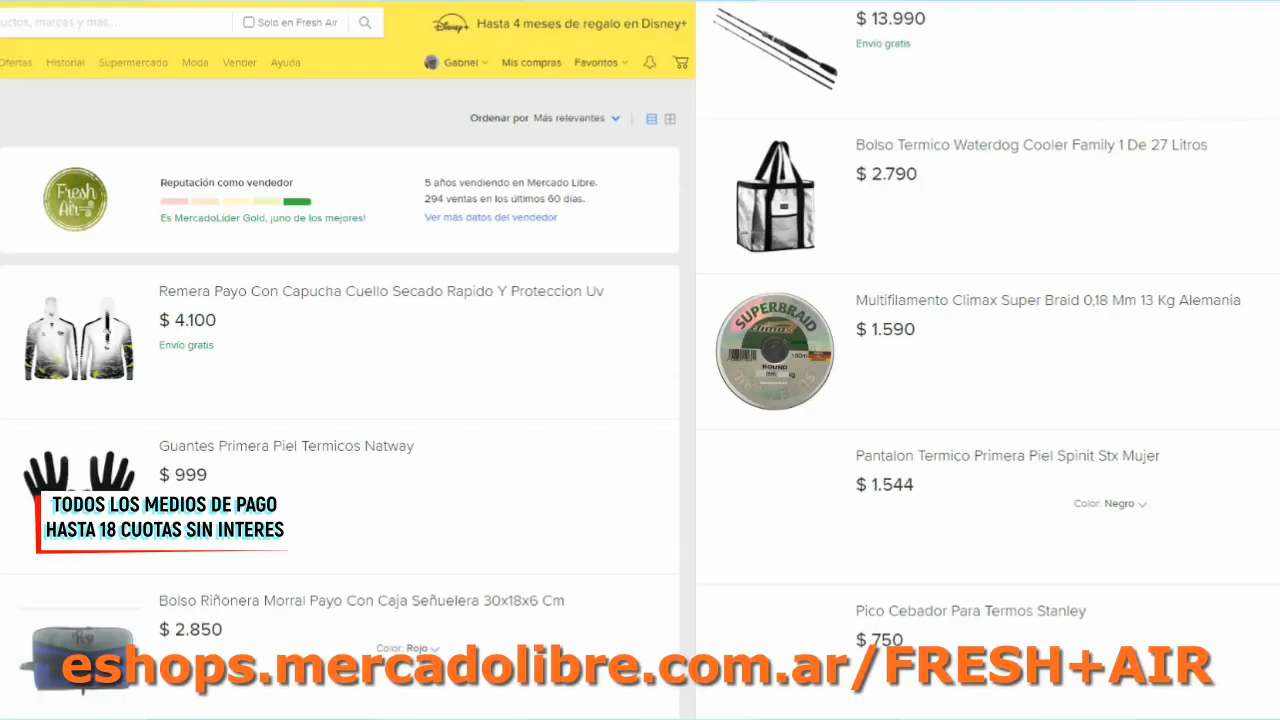 uctos, marcas y más...
Solo en Fresh Air
Disney+
Hasta 4 meses de regalo en Disney+
Ofertas Historial Supermercado Moda Vender Ayuda
Gabriel Mis compras Favoritos
Ordenar por Más relevantes
Fresh Air
Reputación como vendedor
Es MercadoLíder Gold, ¡uno de los mejores!
5 años vendiendo en Mercado Libre.
294 ventas en los últimos 60 días.
Ver más datos del vendedor
Remera Payo Con Capucha Cuello Secado Rapido Y Proteccion Uv
$ 4.100
Envío gratis
Guantes Primera Piel Termicos Natway
$ 999
TODOS LOS MEDIOS DE PAGO
HASTA 18 CUOTAS SIN INTERES
Bolso Riñonera Morral Payo Con Caja Señuelera 30x18x6 Cm
$ 2.850
Color: Rojo
Payo
$ 13.990
Envío gratis
Bolso Termico Waterdog Cooler Family 1 De 27 Litros
$ 2.790
Multifilamento Climax Super Braid 0,18 Mm 13 Kg Alemania
$ 1.590
SUPERBRAID
climax
100m
ROUND
mm kg
Pantalon Termico Primera Piel Spinit Stx Mujer
$ 1.544
Color: Negro
Pico Cebador Para Termos Stanley
$ 750
eshops.mercadolibre.com.ar/FRESH+AIR